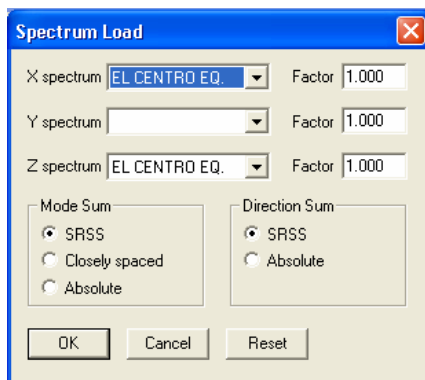 Spectrum Load
X spectrum EL CENTRO EQ. Factor 1.000
Y spectrum Factor 1.000
Z spectrum EL CENTRO EQ. Factor 1.000
Mode Sum Direction Sum
SRSS SRSS
Closely spaced Absolute
Absolute
OK Cancel Reset